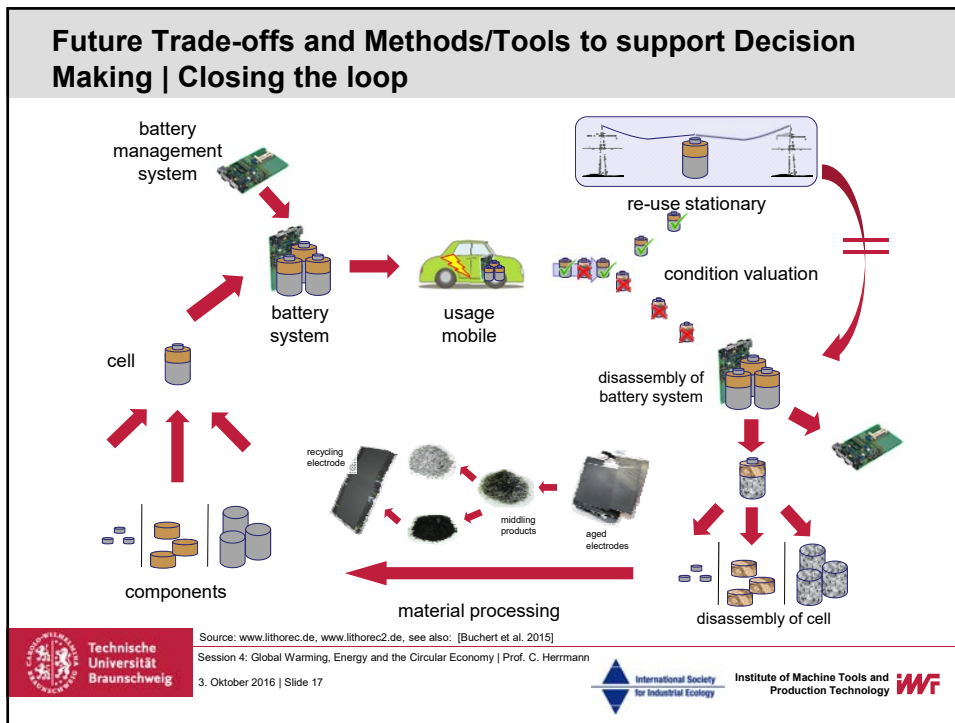 Future Trade-offs and Methods/Tools to support Decision
Making | Closing the loop
battery
management
system
re-use stationary
condition valuation
battery
system
usage
mobile
cell
disassembly of
battery system
recycling
electrode
middling
products
aged
electrodes
components
material processing
disassembly of cell
Source: www.lithorec.de, www.lithorec2.de, see also: [Buchert et al. 2015]
CAROLO-WILHELMINA
BRAUNSCHWEIG
Technische
Universität
Braunschweig
Session 4: Global Warming, Energy and the Circular Economy | Prof. C. Herrmann
3. Oktober 2016 | Slide 17
International Society
for Industrial Ecology
Institute of Machine Tools and
Production Technology
IWF